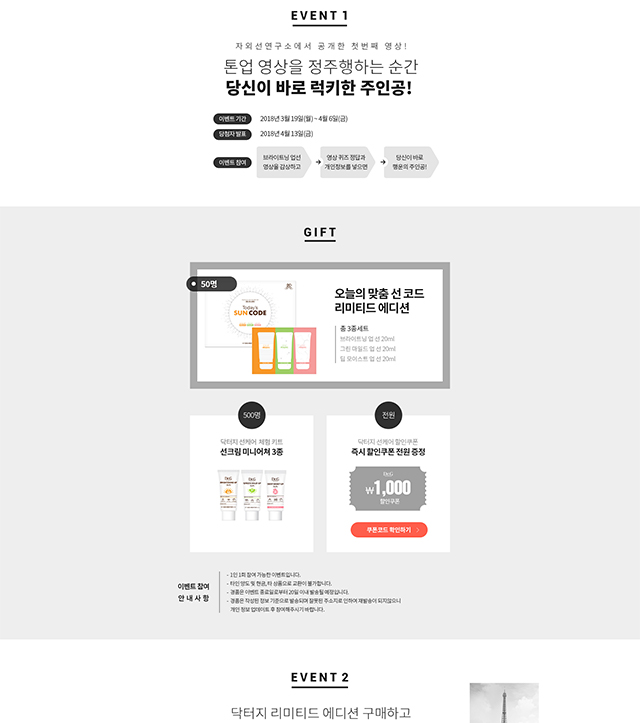 EVENT 1
자외선연구소에서 공개한 첫번째 영상!
톤업 영상을 정주행하는 순간
당신이 바로 럭키한 주인공!
이벤트 기간 2018년 3월 19일(월) ~ 4월 6일(금)
당첨자 발표 2018년 4월 13일(금)
이벤트 참여
브라이트닝 업선
영상을 감상하고
영상 퀴즈 정답과
개인정보를 넣으면
당신이 바로
행운의 주인공!
GIFT
50명
Today's
SUN CODE
오늘의 맞춤 선 코드
리미티드 에디션
총 3종세트
브라이트닝 업 선 20ml
그린 마일드 업 선 20ml
밀 모이스트 업 선 20ml
500명
닥터지 선케어 체험 키트
선크림 미니어쳐 3종
전원
닥터지 선케어 할인쿠폰
즉시 할인쿠폰 전원 증정
Dr.G
₩1,000
할인쿠폰
쿠폰코드 확인하기 >
이벤트 참여
안내사항
- 1인 1회 참여 가능한 이벤트입니다.
- 타인 양도 및 현금, 타 상품으로 교환이 불가합니다.
- 경품은 이벤트 종료일로부터 20일 이내 발송될 예정입니다.
- 경품은 작성된 정보 기준으로 발송되며 잘못된 주소지로 인하여 재발송이 되지않으니
개인 정보 업데이트 후 참여해주시기 바랍니다.
EVENT 2
닥터지 리미티드 에디션 구매하고